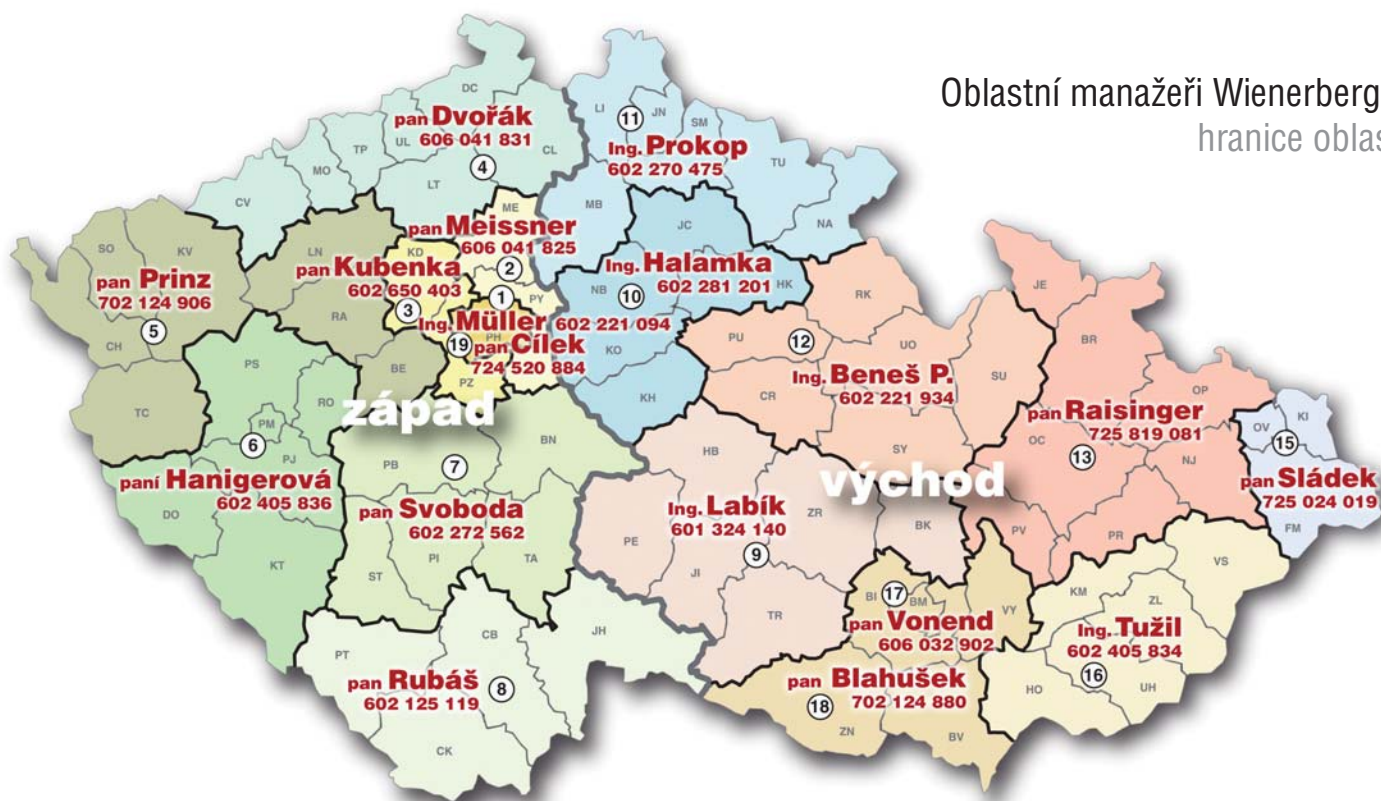 Oblastní manažeři Wienerberg
hranice oblas
DC
pan Dvořák
606 041 831
UL
TP
MO
CV
LT
CL
4
LI
11
JN
SM
Ing. Prokop
602 270 475
TU
MB
NA
ME
pan Meissner
606 041 825
2
1
PY
SO
KV
pan Prinz
702 124 906
5
CH
TC
LN
KD
pan Kubenka
602 650 403
3
RA
BE
Ing. Müller 602 221 094
19
PH
pan Cílek
724 520 884
PZ
JC
Ing. Halamka
602 281 201
NB
10
HK
KO
KH
RK
PU
12
UO
Ing. Beneš P.
602 221 934
CR
SU
SY
JE
BR
OP
pan Raisinger
725 819 081
OC
13
NJ
PV
PR
KI
OV
15
pan Sládek
725 024 019
FM
západ
východ
PS
RO
PM
6
PJ
paní Hanigerová
602 405 836
DO
KT
BN
PB
7
pan Svoboda
602 272 562
ST
PI
TA
HB
Ing. Labík
601 324 140
ZR
BK
PE
JI
9
TR
BI
17
BM
VY
pan Vonend
606 032 902
VS
KM
ZL
Ing. Tužil
602 405 834
HO
16
UH
CB
JH
PT
pan Rubáš
602 125 119
8
CK
pan Blahušek
702 124 880
18
ZN
BV